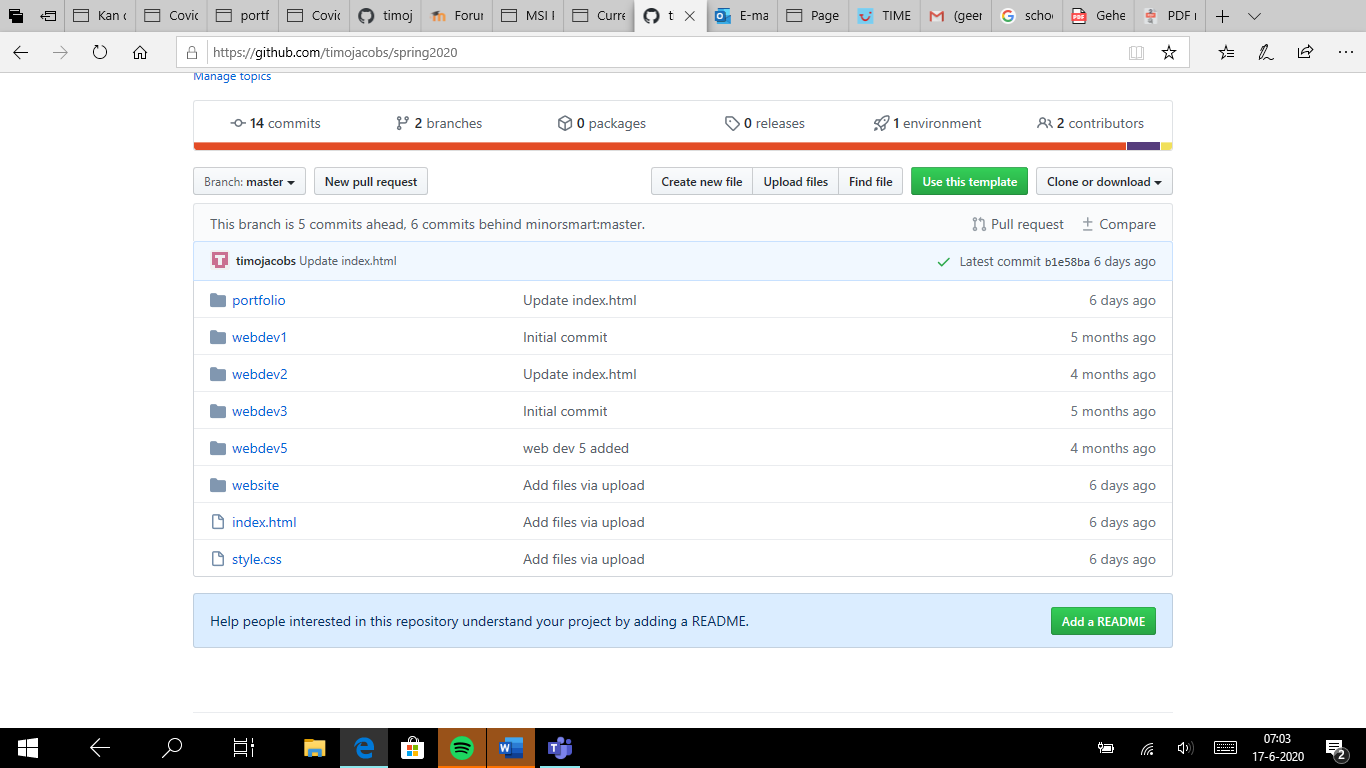 Kan d Covid portf Covid timoj Forun MSI F Curre t E-ma Page TIME (geen schoo Gehe PDF r
https://github.com/timojacobs/spring2020
Manage topics
14 commits 2 branches 0 packages 0 releases 1 environment 2 contributors
Branch: master New pull request Create new file Upload files Find file Use this template Clone or download
This branch is 5 commits ahead, 6 commits behind minorsmart:master. Pull request Compare
timojacobs Update index.html Latest commit b1e58ba 6 days ago
portfolio Update index.html 6 days ago
webdev1 Initial commit 5 months ago
webdev2 Update index.html 4 months ago
webdev3 Initial commit 5 months ago
webdev5 web dev 5 added 4 months ago
website Add files via upload 6 days ago
index.html Add files via upload 6 days ago
style.css Add files via upload 6 days ago
Help people interested in this repository understand your project by adding a README. Add a README
07:03
17-6-2020
2